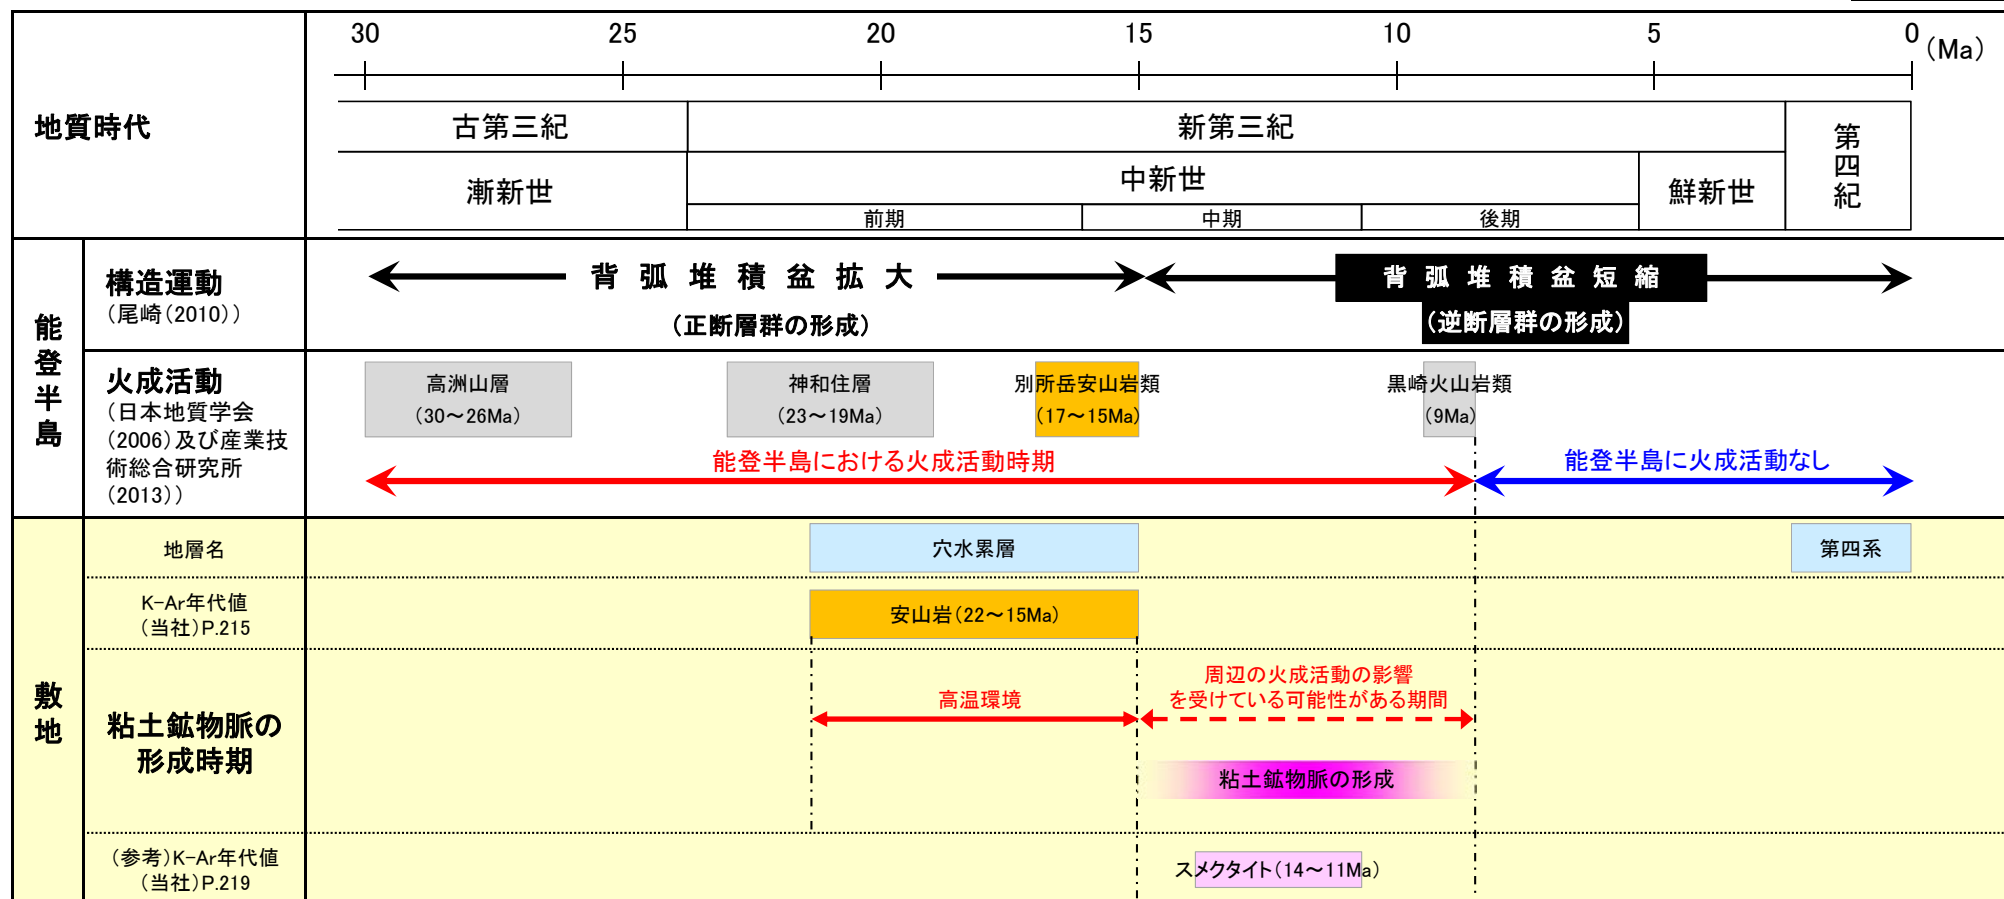 30 25 20 15 10 5 0 (Ma)
地質時代
古第三紀 新第三紀 第四紀
漸新世 中新世 鮮新世
前期 中期 後期
能登半島
構造運動
(尾崎(2010))
背弧堆積盆拡大
(正断層群の形成)
背弧堆積盆短縮
(逆断層群の形成)
火成活動
(日本地質学会
(2006)及び産業技
術総合研究所
(2013))
高洲山層
(30～26Ma)
神和住層
(23～19Ma)
別所岳安山岩類
(17～15Ma)
黒崎火山岩類
(9Ma)
能登半島における火成活動時期
能登半島に火成活動なし
敷地
地層名
穴水累層
第四系
K-Ar年代値
(当社)P.215
安山岩(22～15Ma)
粘土鉱物脈の
形成時期
高温環境
周辺の火成活動の影響
を受けている可能性がある期間
粘土鉱物脈の形成
(参考)K-Ar年代値
(当社)P.219
スメクタイト(14～11Ma)